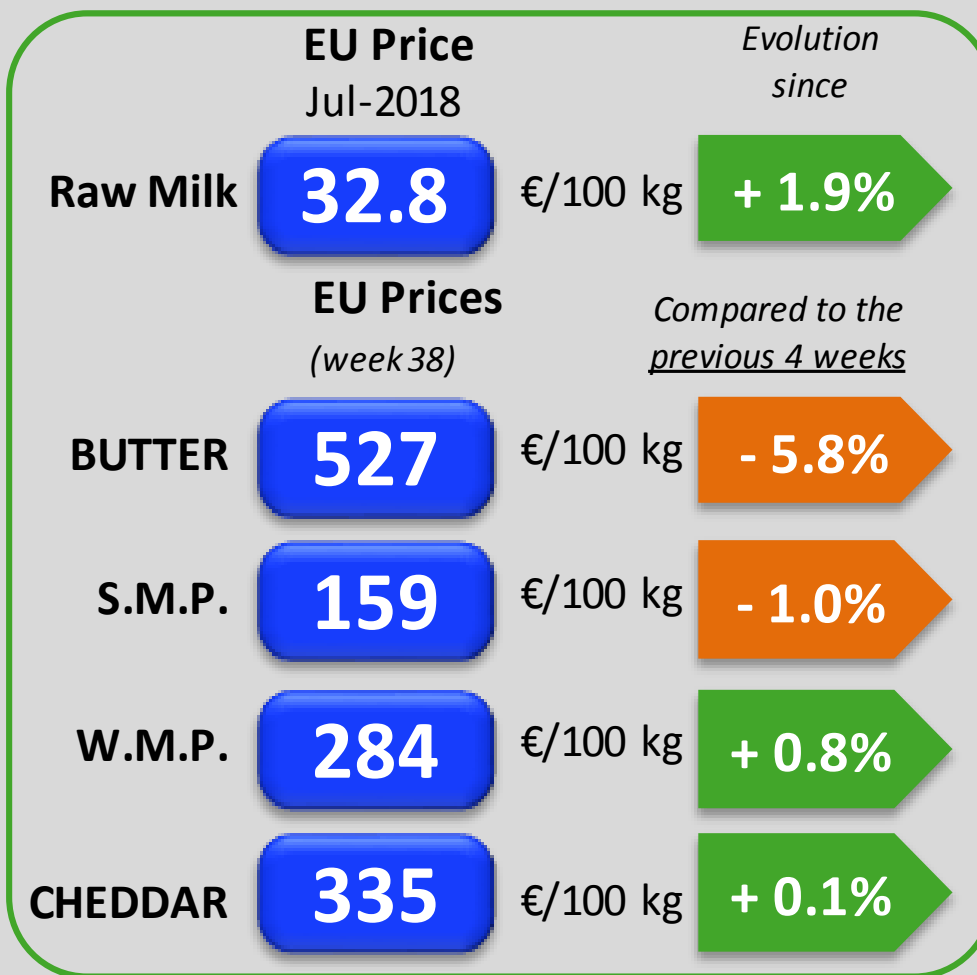 EU Price
Jul-2018
Evolution
since
Raw Milk 32.8 €/100 kg + 1.9%
EU Prices
(week 38)
Compared to the
previous 4 weeks
BUTTER 527 €/100 kg - 5.8%
S.M.P. 159 €/100 kg - 1.0%
W.M.P. 284 €/100 kg + 0.8%
CHEDDAR 335 €/100 kg + 0.1%